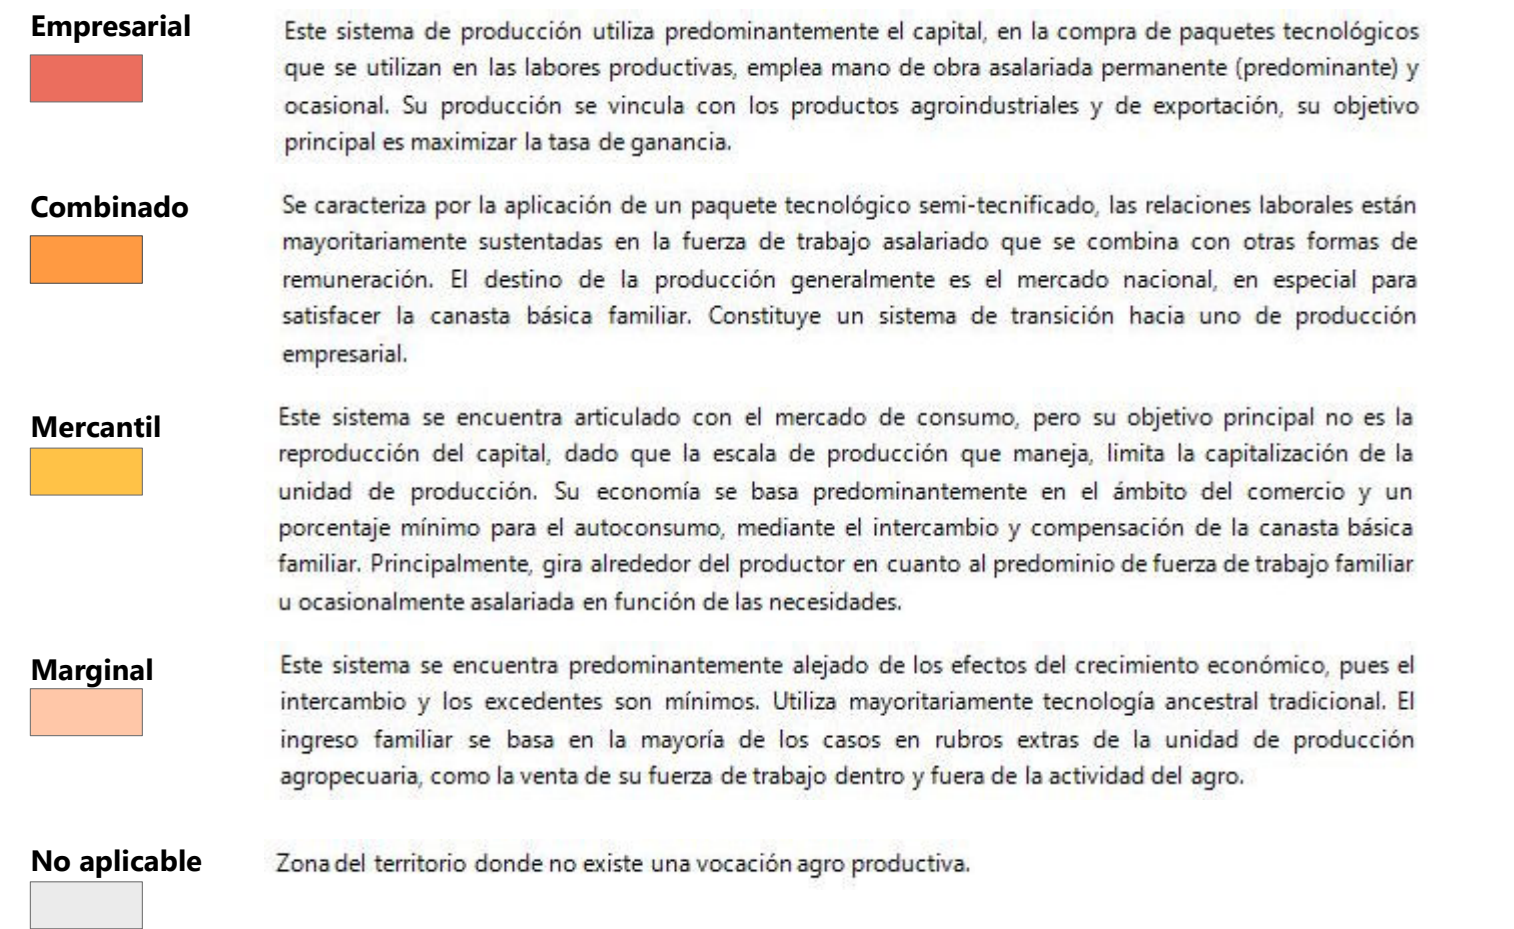 Empresarial
Este sistema de producción utiliza predominantemente el capital, en la compra de paquetes tecnológicos
que se utilizan en las labores productivas, emplea mano de obra asalariada permanente (predominante) y
ocasional. Su producción se vincula con los productos agroindustriales y de exportación, su objetivo
principal es maximizar la tasa de ganancia.
Combinado
Se caracteriza por la aplicación de un paquete tecnológico semi-tecnificado, las relaciones laborales están
mayoritariamente sustentadas en la fuerza de trabajo asalariado que se combina con otras formas de
remuneración. El destino de la producción generalmente es el mercado nacional, en especial para
satisfacer la canasta básica familiar. Constituye un sistema de transición hacia uno de producción
empresarial.
Mercantil
Este sistema se encuentra articulado con el mercado de consumo, pero su objetivo principal no es la
reproducción del capital, dado que la escala de producción que maneja, limita la capitalización de la
unidad de producción. Su economía se basa predominantemente en el ámbito del comercio y un
porcentaje mínimo para el autoconsumo, mediante el intercambio y compensación de la canasta básica
familiar. Principalmente, gira alrededor del productor en cuanto al predominio de fuerza de trabajo familiar
u ocasionalmente asalariada en función de las necesidades.
Marginal
Este sistema se encuentra predominantemente alejado de los efectos del crecimiento económico, pues el
intercambio y los excedentes son mínimos. Utiliza mayoritariamente tecnología ancestral tradicional. El
ingreso familiar se basa en la mayoría de los casos en rubros extras de la unidad de producción
agropecuaria, como la venta de su fuerza de trabajo dentro y fuera de la actividad del agro.
No aplicable
Zona del territorio donde no existe una vocación agro productiva.